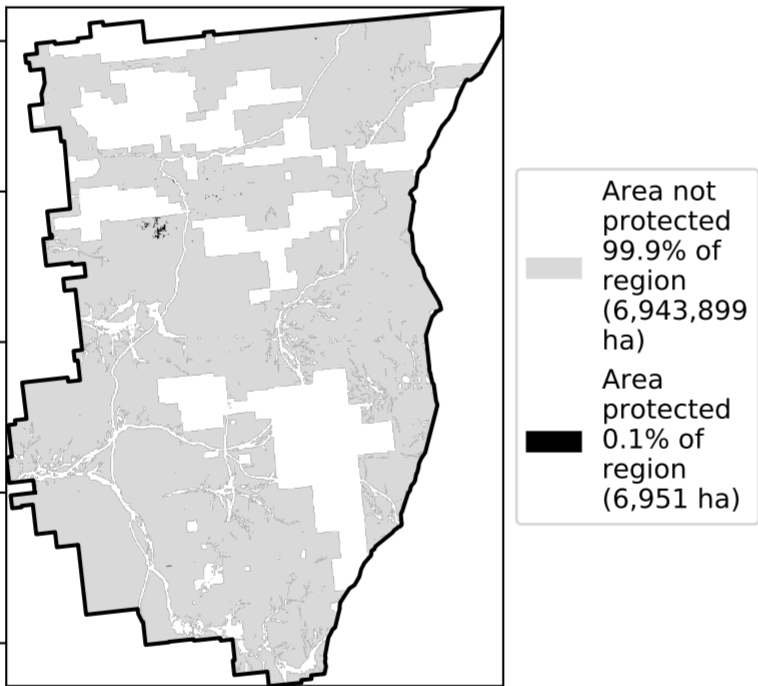 Area not
protected
99.9% of
region
(6,943,899
ha)
Area
protected
0.1% of
region
(6,951 ha)